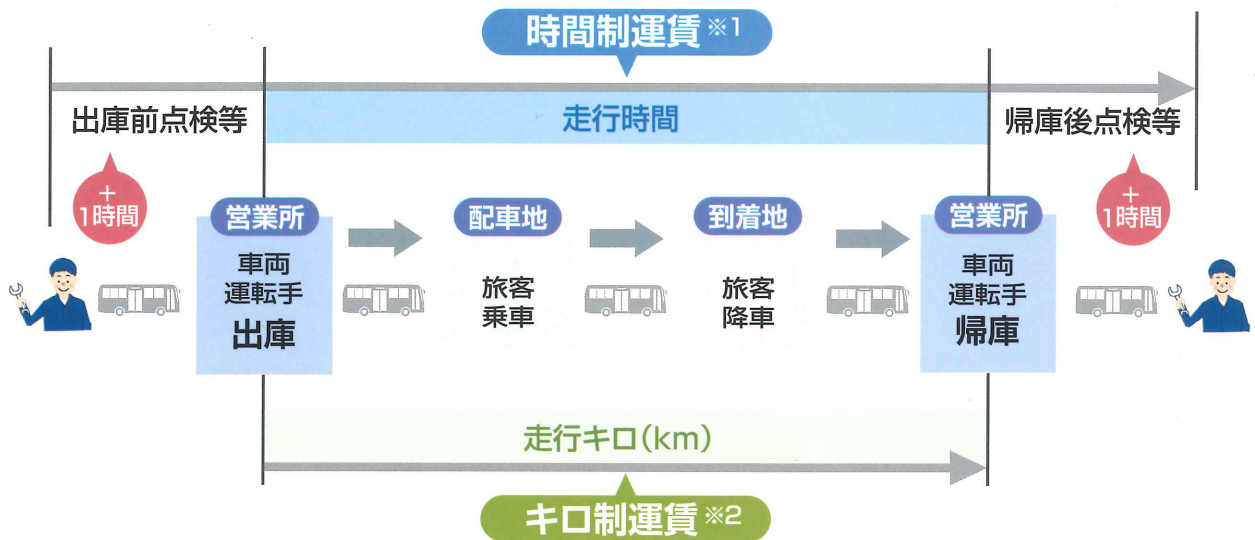 時間制運賃※1
出庫前点検等
走行時間
帰庫後点検等
＋
1時間
＋
1時間
営業所
車両
運転手
出庫
配車地
旅客
乗車
到着地
旅客
降車
営業所
車両
運転手
帰庫
走行キロ(km)
キロ制運賃※2